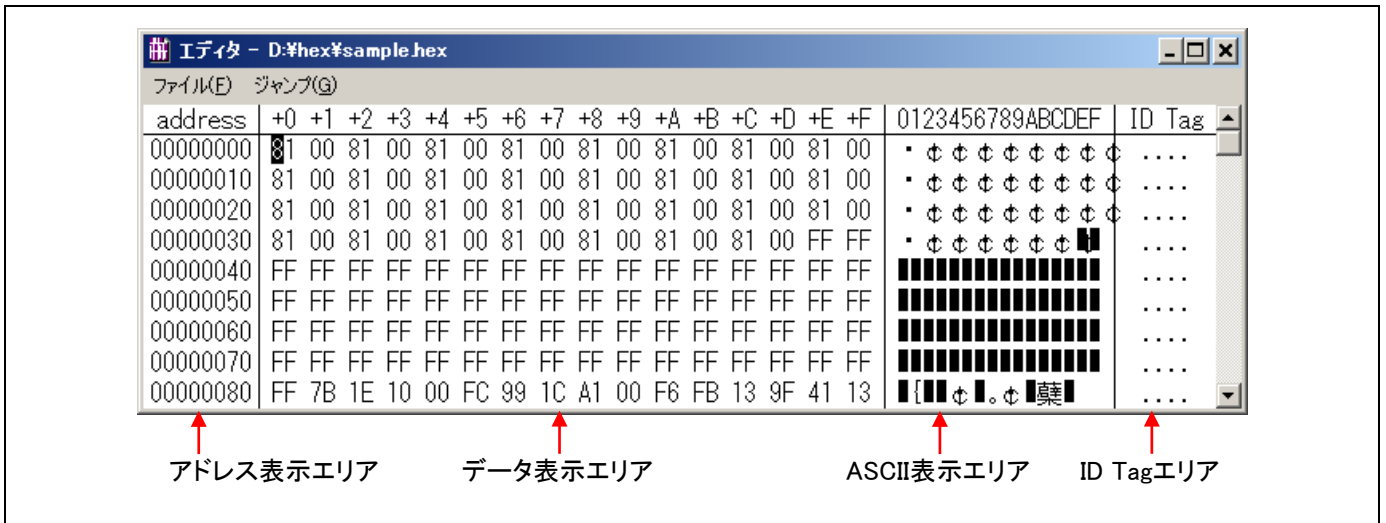 エディタ - D:¥hex¥sample.hex
ファイル(F) ジャンプ(G)
address +0 +1 +2 +3 +4 +5 +6 +7 +8 +9 +A +B +C +D +E +F 0123456789ABCDEF ID Tag
00000000 81 00 81 00 81 00 81 00 81 00 81 00 81 00 81 00 ・¢¢¢¢¢¢¢¢ ....
00000010 81 00 81 00 81 00 81 00 81 00 81 00 81 00 81 00 ・¢¢¢¢¢¢¢¢ ....
00000020 81 00 81 00 81 00 81 00 81 00 81 00 81 00 81 00 ・¢¢¢¢¢¢¢¢ ....
00000030 81 00 81 00 81 00 81 00 81 00 81 00 81 00 FF FF ・¢¢¢¢¢¢ ....
00000040 FF FF FF FF FF FF FF FF FF FF FF FF FF FF FF FF ....
00000050 FF FF FF FF FF FF FF FF FF FF FF FF FF FF FF FF ....
00000060 FF FF FF FF FF FF FF FF FF FF FF FF FF FF FF FF ....
00000070 FF FF FF FF FF FF FF FF FF FF FF FF FF FF FF FF ....
00000080 FF 7B 1E 10 00 FC 99 1C A1 00 F6 FB 13 9F 41 13 {¢。¢ ....
アドレス表示エリア データ表示エリア ASCII表示エリア ID Tagエリア